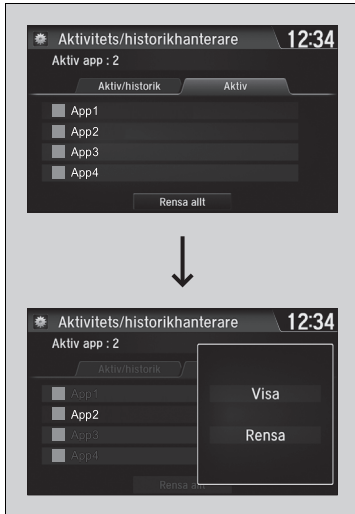 Aktivitets/historikhanterare 12:34
Aktiv app : 2
Aktiv/historik Aktiv
App1
App2
App3
App4
Rensa allt
Aktivitets/historikhanterare 12:34
Aktiv app : 2
Aktiv/historik
App1
Visa
App2
Rensa
App3
App4
Rensa allt